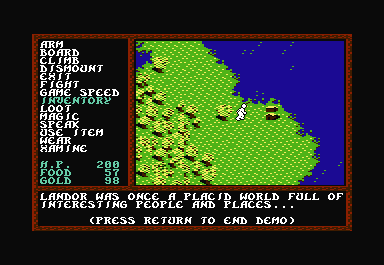 ARM
BOARD
CLIMB
DISMOUNT
EXIT
FIGHT
GAME SPEED
INVENTORY
LOOT
MAGIC
SPEAK
USE ITEM
WEAR
XAMINE
M.P. 200
FOOD 57
GOLD 98
LANDOR WAS ONCE A PLACID WORLD FULL OF
INTERESTING PEOPLE AND PLACES...
(PRESS RETURN TO END DEMO)